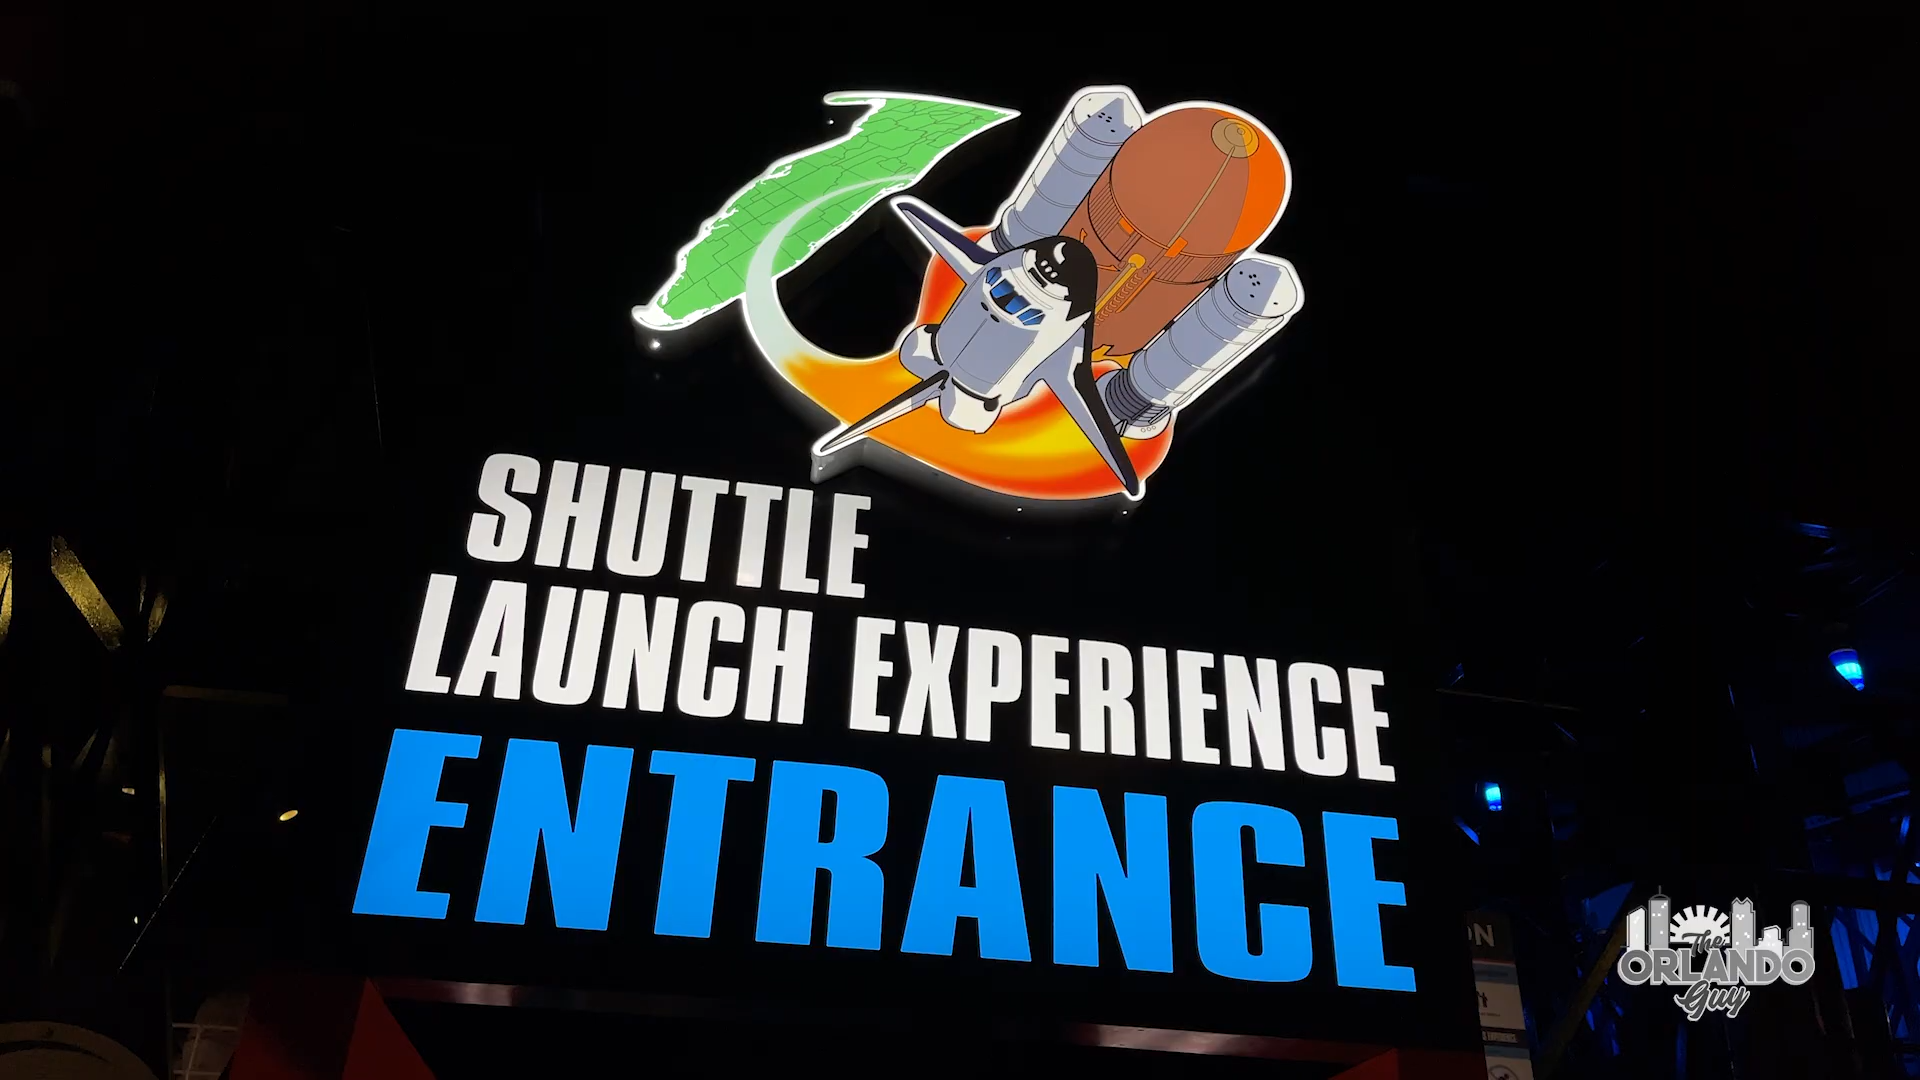 SHUTTLE
LAUNCH EXPERIENCE
ENTRANCE
The
ORLANDO
Guy